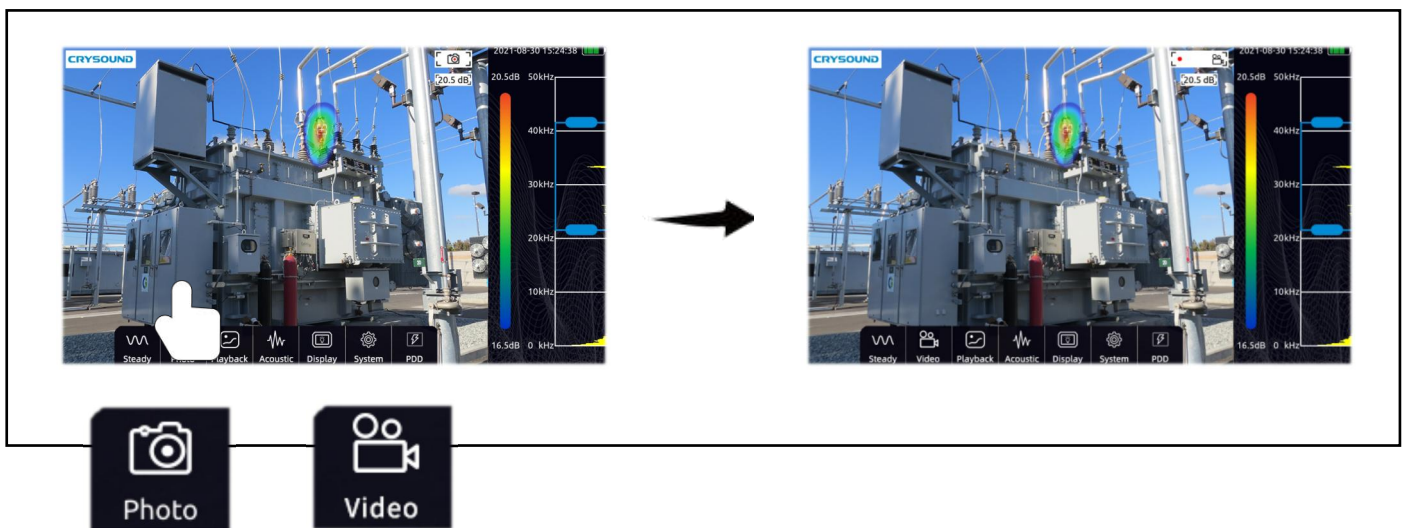 CRYSOUND
2021-08-30 15:24:38
20.5 dB
20.5dB 50kHz
40kHz
30kHz
20kHz
10kHz
16.5dB 0 kHz
Steady Photo Playback Acoustic Display System PDD
CRYSOUND
2021-08-30 15:24:38
20.5 dB
20.5dB 50kHz
40kHz
30kHz
20kHz
10kHz
16.5dB 0 kHz
Steady Video Playback Acoustic Display System PDD
Photo Video